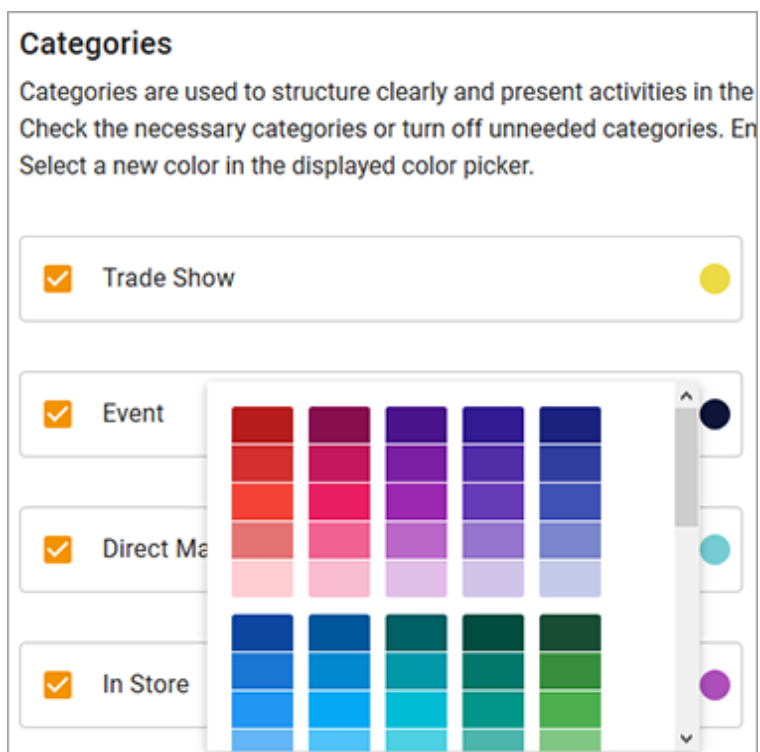 Categories
Categories are used to structure clearly and present activities in the
Check the necessary categories or turn off unneeded categories. En
Select a new color in the displayed color picker.
Trade Show
Event
Direct Ma
In Store